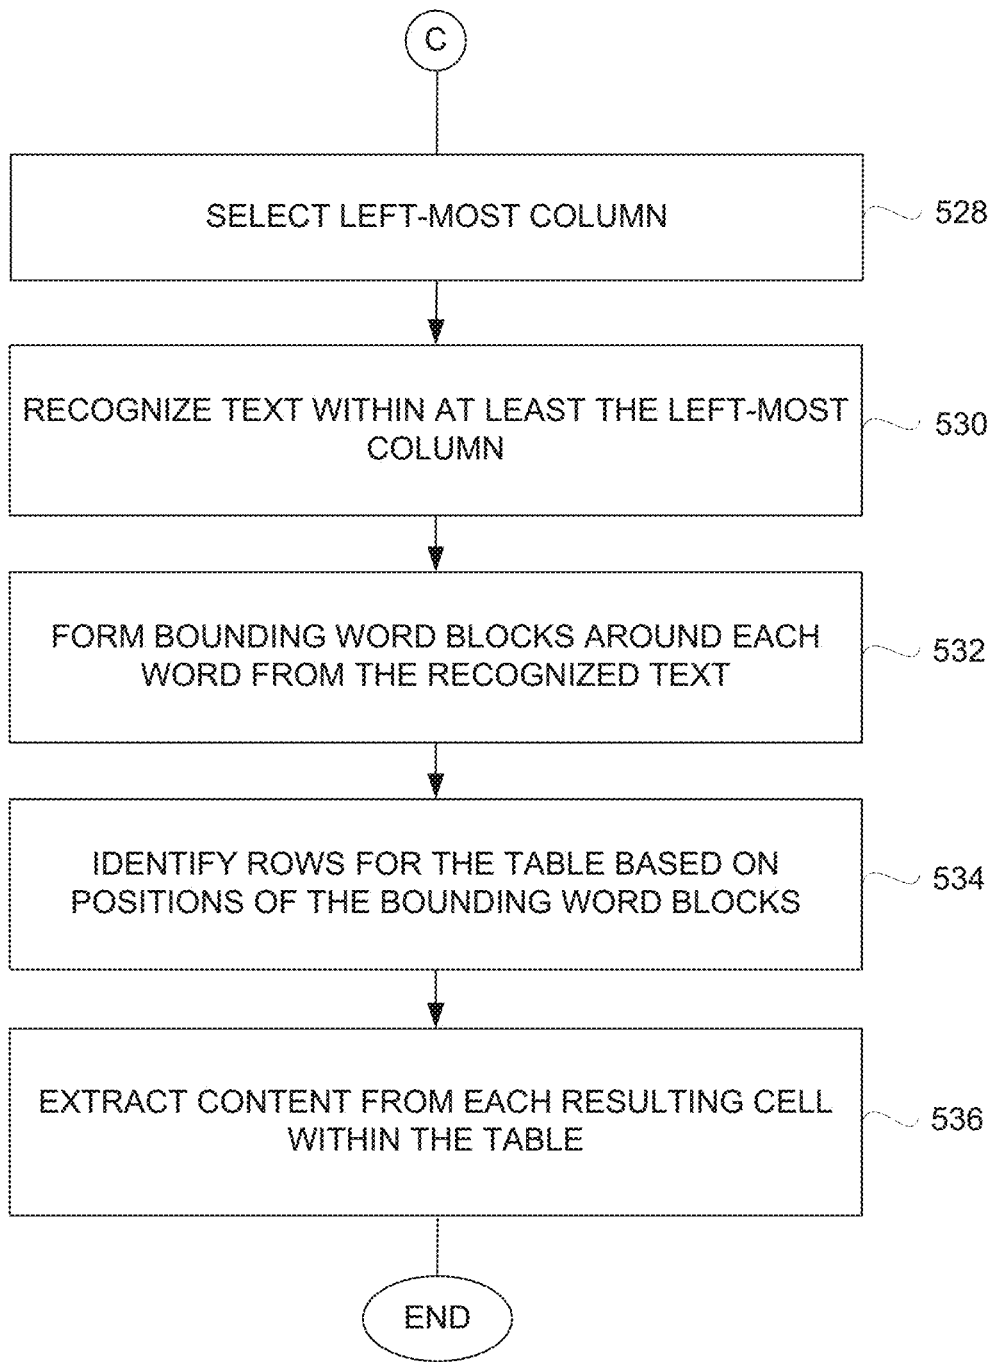 C
SELECT LEFT-MOST COLUMN
528
RECOGNIZE TEXT WITHIN AT LEAST THE LEFT-MOST
COLUMN
530
FORM BOUNDING WORD BLOCKS AROUND EACH
WORD FROM THE RECOGNIZED TEXT
532
IDENTIFY ROWS FOR THE TABLE BASED ON
POSITIONS OF THE BOUNDING WORD BLOCKS
534
EXTRACT CONTENT FROM EACH RESULTING CELL
WITHIN THE TABLE
536
END